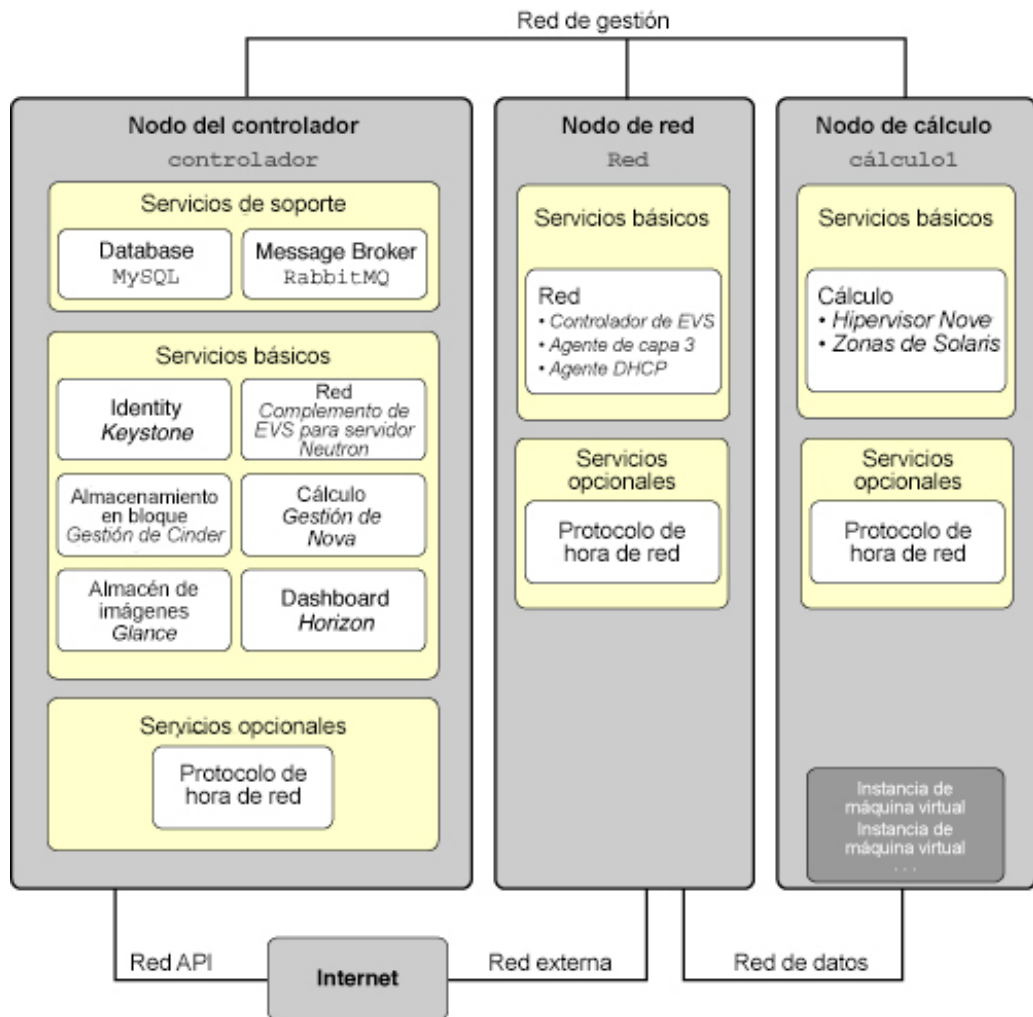 Red de gestión
Nodo del controlador
controlador
Servicios de soporte
Database
MySQL
Message Broker
RabbitMQ
Servicios básicos
Identity
Keystone
Red
Complemento de
EVS para servidor
Neutron
Almacenamiento
en bloque
Gestión de Cinder
Cálculo
Gestión de
Nova
Almacén de
imágenes
Glance
Dashboard
Horizon
Servicios opcionales
Protocolo de
hora de red
Nodo de red
Red
Servicios básicos
Red
• Controlador de EVS
• Agente de capa 3
• Agente DHCP
Servicios
opcionales
Protocolo de
hora de red
Nodo de cálculo
cálculo1
Servicios básicos
Cálculo
• Hipervisor Nove
• Zonas de Solaris
Servicios
opcionales
Protocolo de
hora de red
Instancia de
máquina virtual
Instancia de
máquina virtual
. . .
Red API
Internet
Red externa
Red de datos